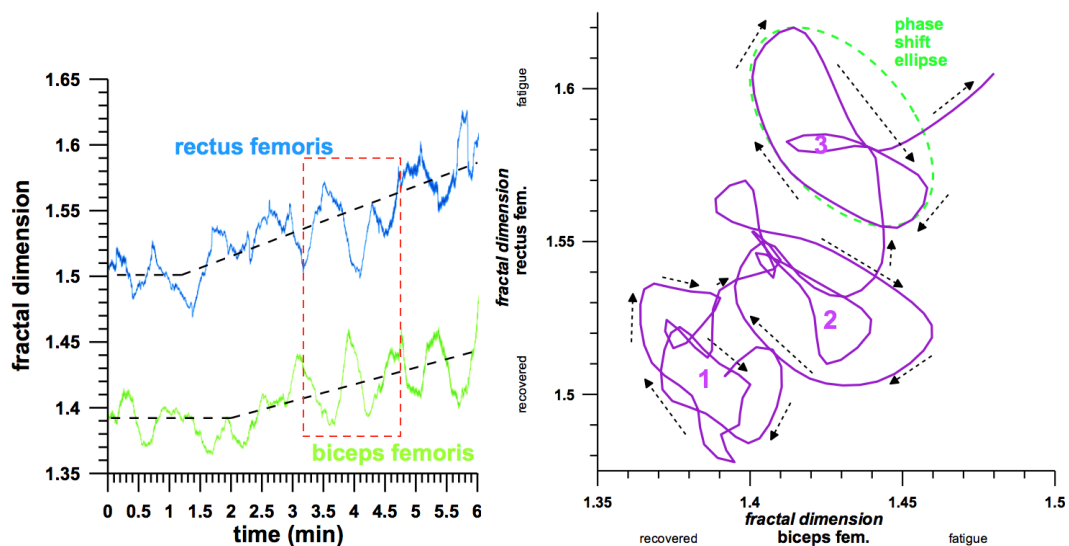 1.65
1.6
1.55
1.5
1.45
1.4
1.35
fractal dimension
rectus femoris
biceps femoris
0 0.5 1 1.5 2 2.5 3 3.5 4 4.5 5 5.5 6
time (min)
fatigue
fractal dimension
rectus fem.
recovered
1.6
1.55
1.5
phase
shift
ellipse
3
2
1
1.35 1.4 1.45 1.5
fractal dimension
recovered biceps fem. fatigue